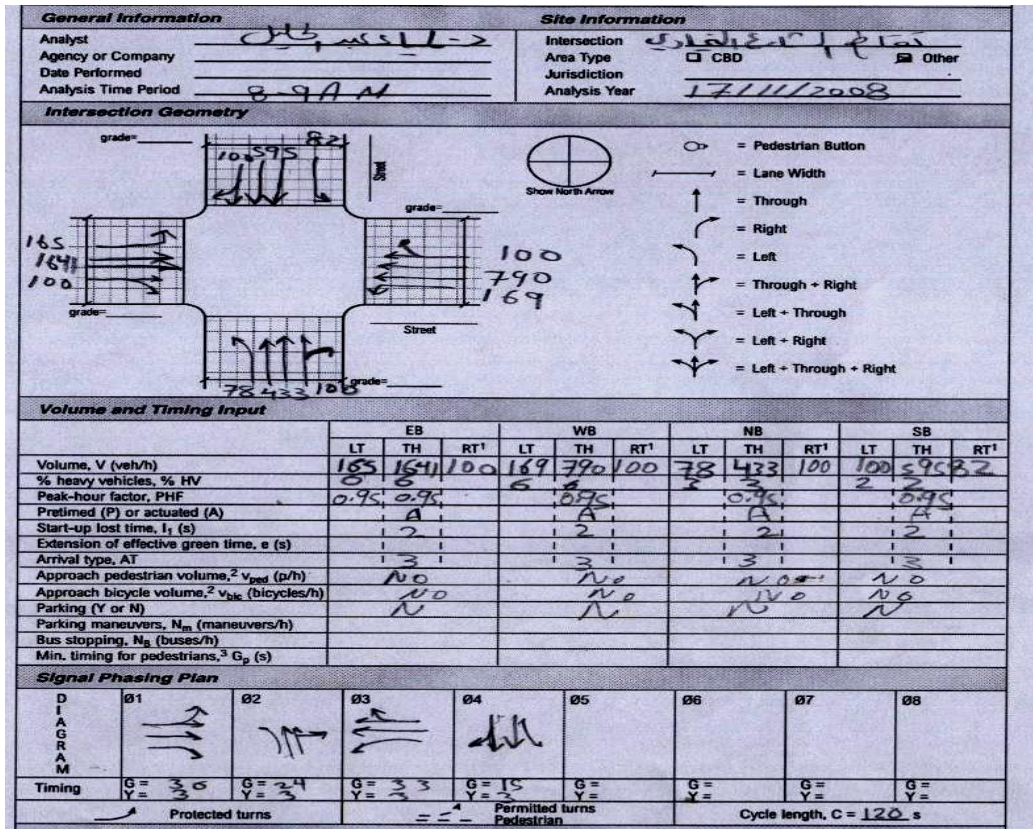 General Information
Site Information
Analyst
Agency or Company
Date Performed
Analysis Time Period 8-9 A M
Intersection تقاطع
Area Type CBD Other
Jurisdiction
Analysis Year 17/11/2008
Intersection Geometry
grade=
100 595 82
Street
Show North Arrow
= Pedestrian Button
= Lane Width
= Through
= Right
= Left
= Through + Right
= Left + Through
= Left + Right
= Left + Through + Right
grade=
165
1641
100
100
790
169
grade=
Street
78 433 100
grade=
Volume and Timing Input
EB WB NB SB
LT TH RT¹ LT TH RT¹ LT TH RT¹ LT TH RT¹
Volume, V (veh/h) 165 1641 100 169 790 100 78 433 100 100 595 82
% heavy vehicles, % HV 6 6 6 6 2 2 2 2
Peak-hour factor, PHF 0.95 0.95 0.95 0.95 0.95
Pretimed (P) or actuated (A) A A A A
Start-up lost time, l₁ (s) 2 2 2 2
Extension of effective green time, e (s)
Arrival type, AT 3 3 3 3
Approach pedestrian volume,² vped (p/h) NO No NO NO
Approach bicycle volume,² vbic (bicycles/h) NO No No NO
Parking (Y or N) N N N N
Parking maneuvers, Nm (maneuvers/h)
Bus stopping, NB (buses/h)
Min. timing for pedestrians,³ Gp (s)
Signal Phasing Plan
DIAGRAM Ø1 Ø2 Ø3 Ø4 Ø5 Ø6 Ø7 Ø8
Timing G = 36 G = 24 G = 33 G = 15 G = G = G = G =
Y = 3 Y = 3 Y = 3 Y = 3 Y = Y = Y = Y =
Protected turns Permitted turns Pedestrian Cycle length, C = 120 s